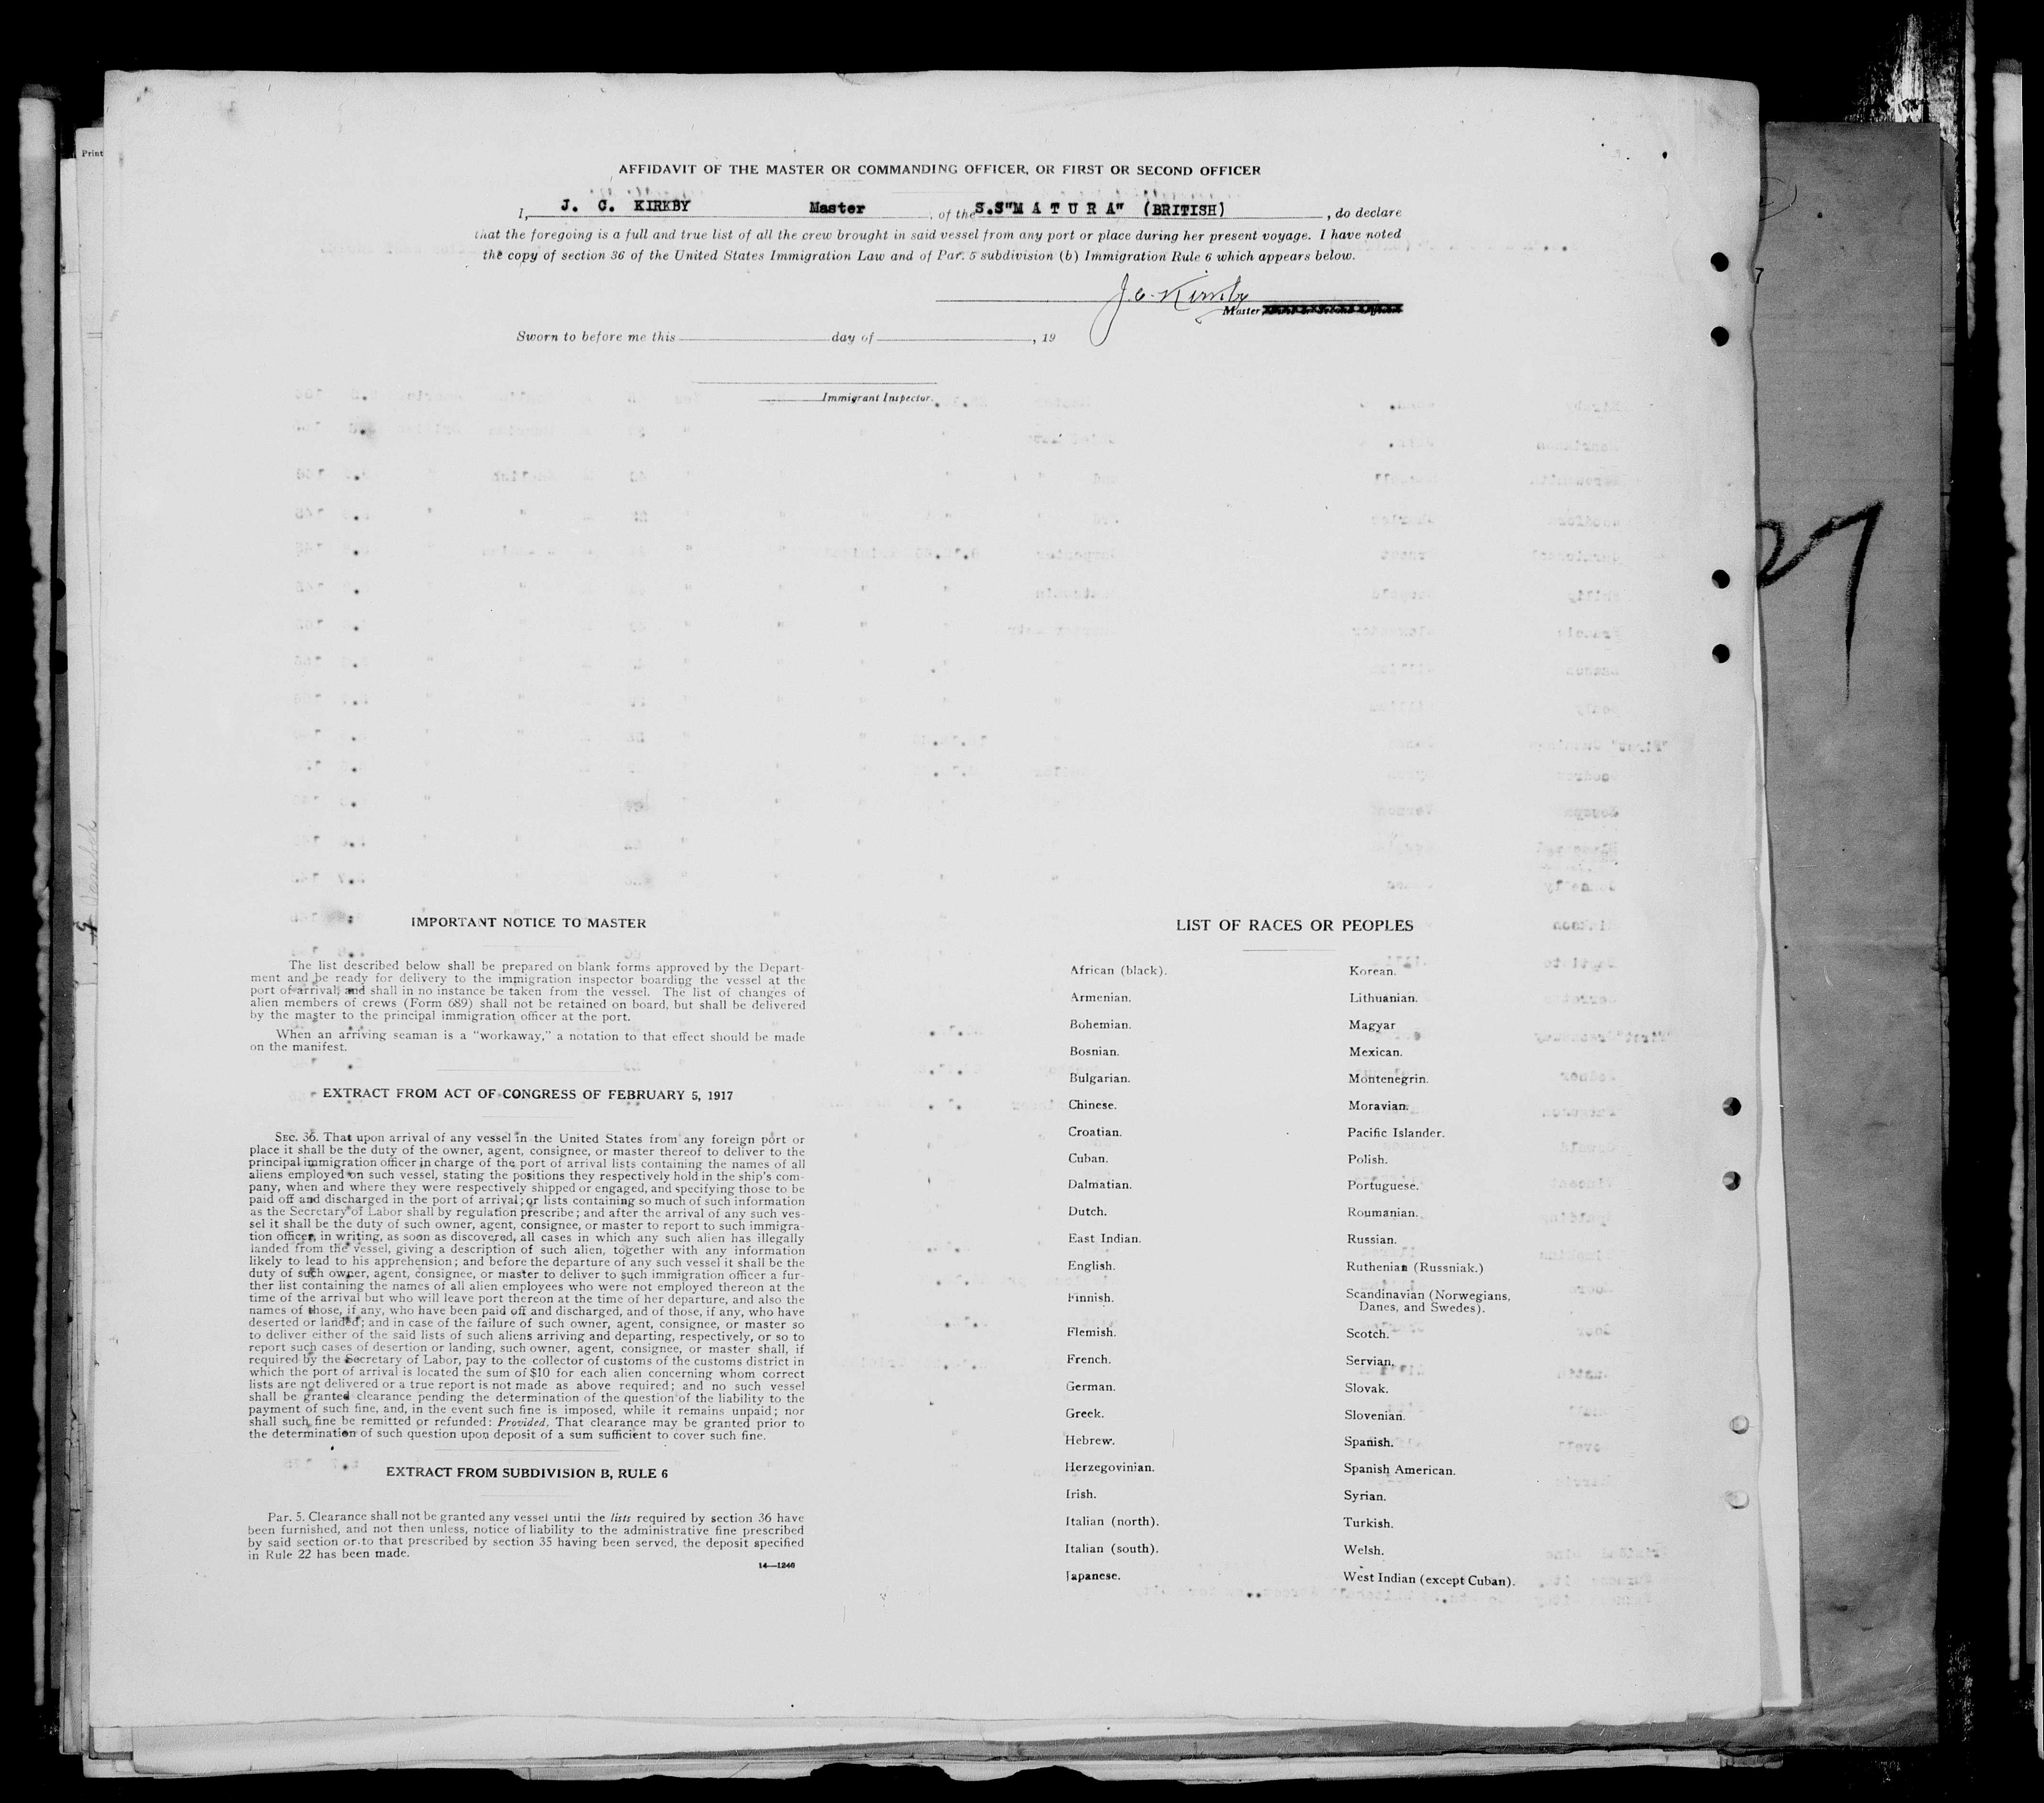 Print
AFFIDAVIT OF THE MASTER OR COMMANDING OFFICER, OR FIRST OR SECOND OFFICER
I, J. C. KIRKBY Master , of the S.S"M A T U R A" (BRITISH) , do declare
that the foregoing is a full and true list of all the crew brought in said vessel from any port or place during her present voyage. I have noted
the copy of section 36 of the United States Immigration Law and of Par. 5 subdivision (b) Immigration Rule 6 which appears below.
J. C. Kirkby
Master
Sworn to before me this day of , 19
Immigrant Inspector.
27
IMPORTANT NOTICE TO MASTER
The list described below shall be prepared on blank forms approved by the Depart-
ment and be ready for delivery to the immigration inspector boarding the vessel at the
port of arrival, and shall in no instance be taken from the vessel. The list of changes of
alien members of crews (Form 689) shall not be retained on board, but shall be delivered
by the master to the principal immigration officer at the port.
When an arriving seaman is a "workaway," a notation to that effect should be made
on the manifest.
EXTRACT FROM ACT OF CONGRESS OF FEBRUARY 5, 1917
SEC. 36. That upon arrival of any vessel in the United States from any foreign port or
place it shall be the duty of the owner, agent, consignee, or master thereof to deliver to the
principal immigration officer in charge of the port of arrival lists containing the names of all
aliens employed on such vessel, stating the positions they respectively hold in the ship's com-
pany, when and where they were respectively shipped or engaged, and specifying those to be
paid off and discharged in the port of arrival; or lists containing so much of such information
as the Secretary of Labor shall by regulation prescribe; and after the arrival of any such ves-
sel it shall be the duty of such owner, agent, consignee, or master to report to such immigra-
tion officer, in writing, as soon as discovered, all cases in which any such alien has illegally
landed from the vessel, giving a description of such alien, together with any information
likely to lead to his apprehension; and before the departure of any such vessel it shall be the
duty of such owner, agent, consignee, or master to deliver to such immigration officer a fur-
ther list containing the names of all alien employees who were not employed thereon at the
time of the arrival but who will leave port thereon at the time of her departure, and also the
names of those, if any, who have been paid off and discharged, and of those, if any, who have
deserted or landed; and in case of the failure of such owner, agent, consignee, or master so
to deliver either of the said lists of such aliens arriving and departing, respectively, or so to
report such cases of desertion or landing, such owner, agent, consignee, or master shall, if
required by the Secretary of Labor, pay to the collector of customs of the customs district in
which the port of arrival is located the sum of $10 for each alien concerning whom correct
lists are not delivered or a true report is not made as above required; and no such vessel
shall be granted clearance pending the determination of the question of the liability to the
payment of such fine, and, in the event such fine is imposed, while it remains unpaid; nor
shall such fine be remitted or refunded: Provided, That clearance may be granted prior to
the determination of such question upon deposit of a sum sufficient to cover such fine.
EXTRACT FROM SUBDIVISION B, RULE 6
Par. 5. Clearance shall not be granted any vessel until the lists required by section 36 have
been furnished, and not then unless, notice of liability to the administrative fine prescribed
by said section or to that prescribed by section 35 having been served, the deposit specified
in Rule 22 has been made.
14—1246
LIST OF RACES OR PEOPLES
African (black).
Armenian.
Bohemian.
Bosnian.
Bulgarian.
Chinese.
Croatian.
Cuban.
Dalmatian.
Dutch.
East Indian.
English.
Finnish.
Flemish.
French.
German.
Greek.
Hebrew.
Herzegovinian.
Irish.
Italian (north).
Italian (south).
Japanese.
Korean.
Lithuanian.
Magyar
Mexican.
Montenegrin.
Moravian.
Pacific Islander.
Polish.
Portuguese.
Roumanian.
Russian.
Ruthenian (Russniak.)
Scandinavian (Norwegians,
Danes, and Swedes).
Scotch.
Servian.
Slovak.
Slovenian.
Spanish.
Spanish American.
Syrian.
Turkish.
Welsh.
West Indian (except Cuban).